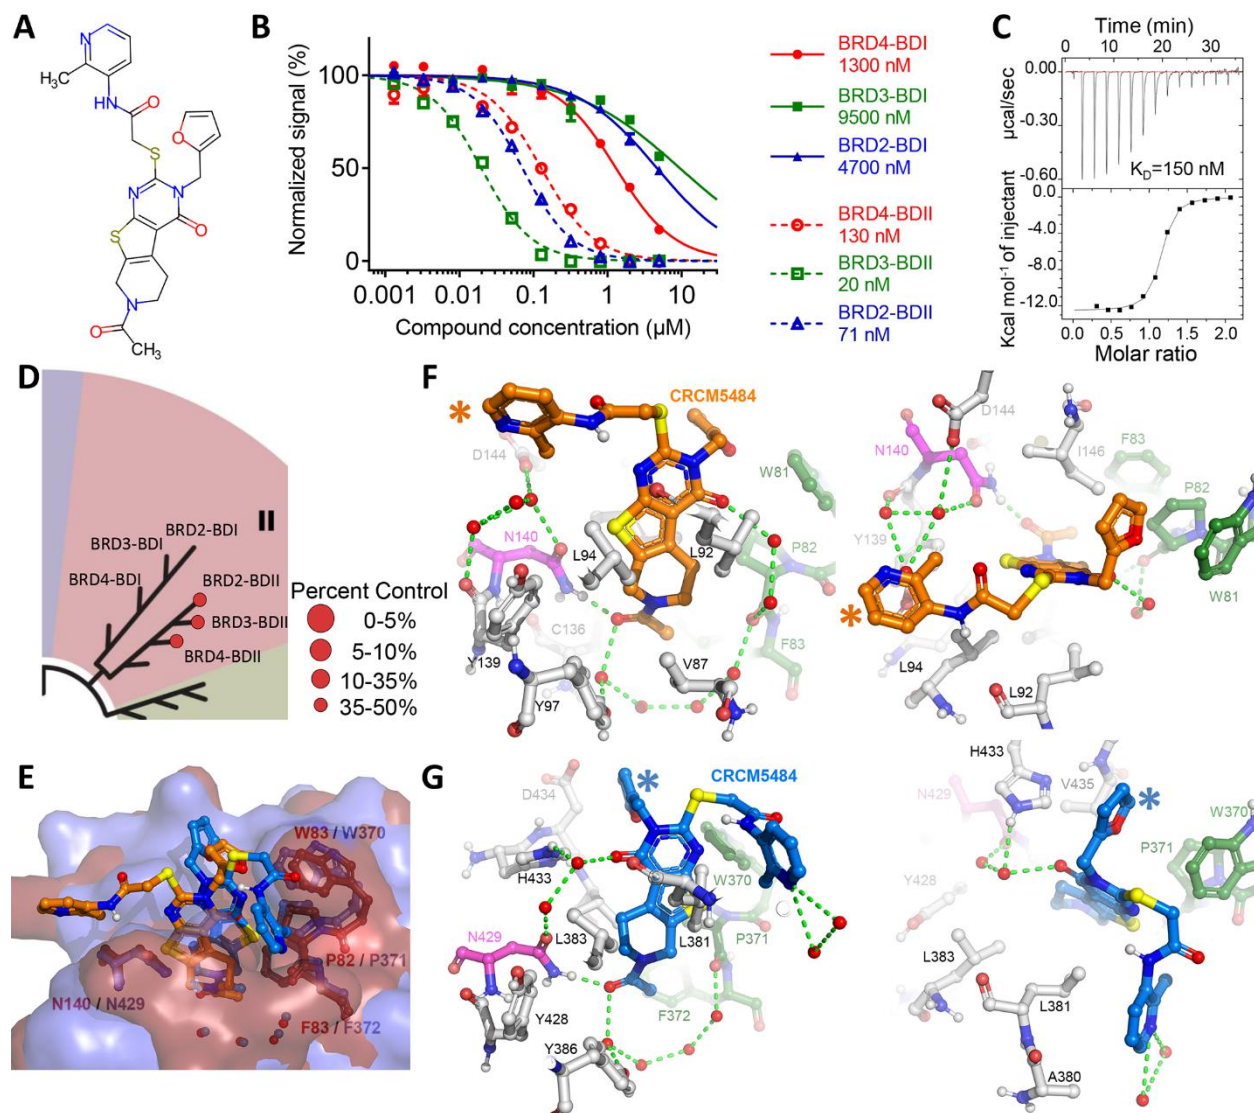 A
N
CH₃
HN
O
O
S
N
N
S
O
N
O
CH₃
B
Normalized signal (%)
100
50
0
0.001
0.01
0.1
1
10
Compound concentration (µM)
BRD4-BDI
1300 nM
BRD3-BDI
9500 nM
BRD2-BDI
4700 nM
BRD4-BDII
130 nM
BRD3-BDII
20 nM
BRD2-BDII
71 nM
C
Time (min)
0 10 20 30
0.00
-0.30
-0.60
µcal/sec
K_D=150 nM
0.0
-4.0
-8.0
-12.0
Kcal mol⁻¹ of injectant
0.0 0.5 1.0 1.5 2.0
Molar ratio
D
II
BRD3-BDI
BRD2-BDI
BRD4-BDI
BRD2-BDII
BRD3-BDII
BRD4-BDII
Percent Control
0-5%
5-10%
10-35%
35-50%
E
W83 / W370
P82 / P371
N140 / N429
F83 / F372
F
CRCM5484
*
D144
W81
N140
L94
L92
P82
C136
Y139
F83
V87
Y97
D144
N140
I146
F83
P82
Y139
W81
*
L94
L92
G
*
CRCM5484
D434
H433
W370
L383
L381
N429
P371
Y428
F372
Y386
H433
V435
*
N429
W370
P371
Y428
L383
L381
A380